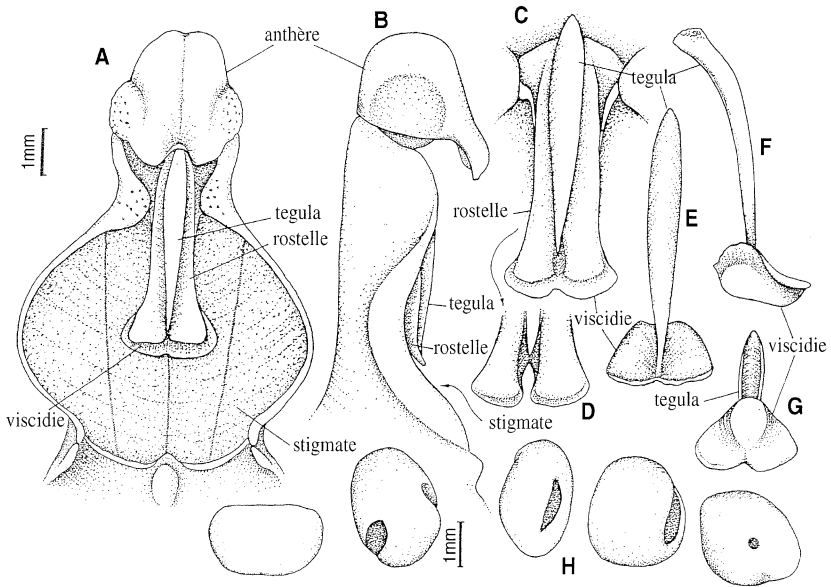 A
anthère
B
C
tegula
F
1mm
tegula
rostelle
rostelle
E
tegula
rostelle
viscidie
viscidie
viscidie
tegula
G
stigmate
stigmate
D
1mm
H